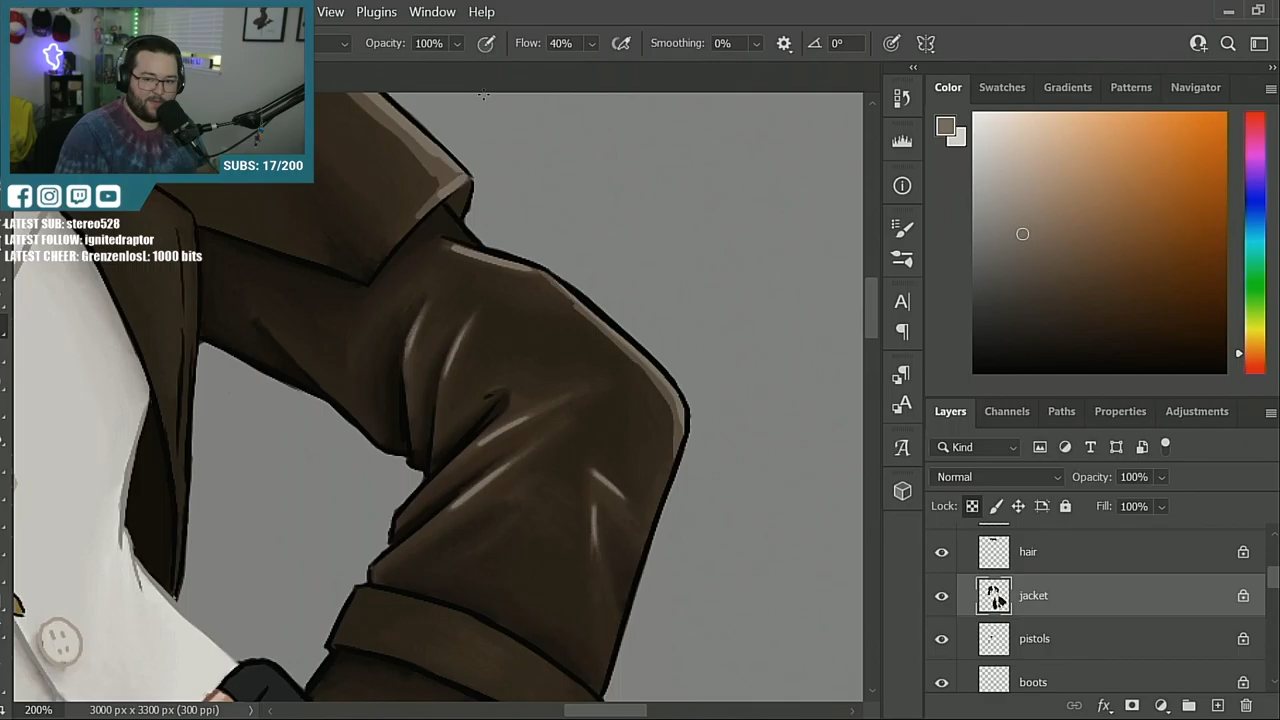 View Plugins Window Help
Opacity: 100% Flow: 40% Smoothing: 0% 0°
SUBS: 17/200
LATEST SUB: stereo528
LATEST FOLLOW: ignitedraptor
LATEST CHEER: GrenzenlosL: 1000 bits
Color Swatches Gradients Patterns Navigator
Layers Channels Paths Properties Adjustments
Kind
Normal Opacity: 100%
Lock: Fill: 100%
hair
jacket
pistols
boots
200% 3000 px x 3300 px (300 ppi)